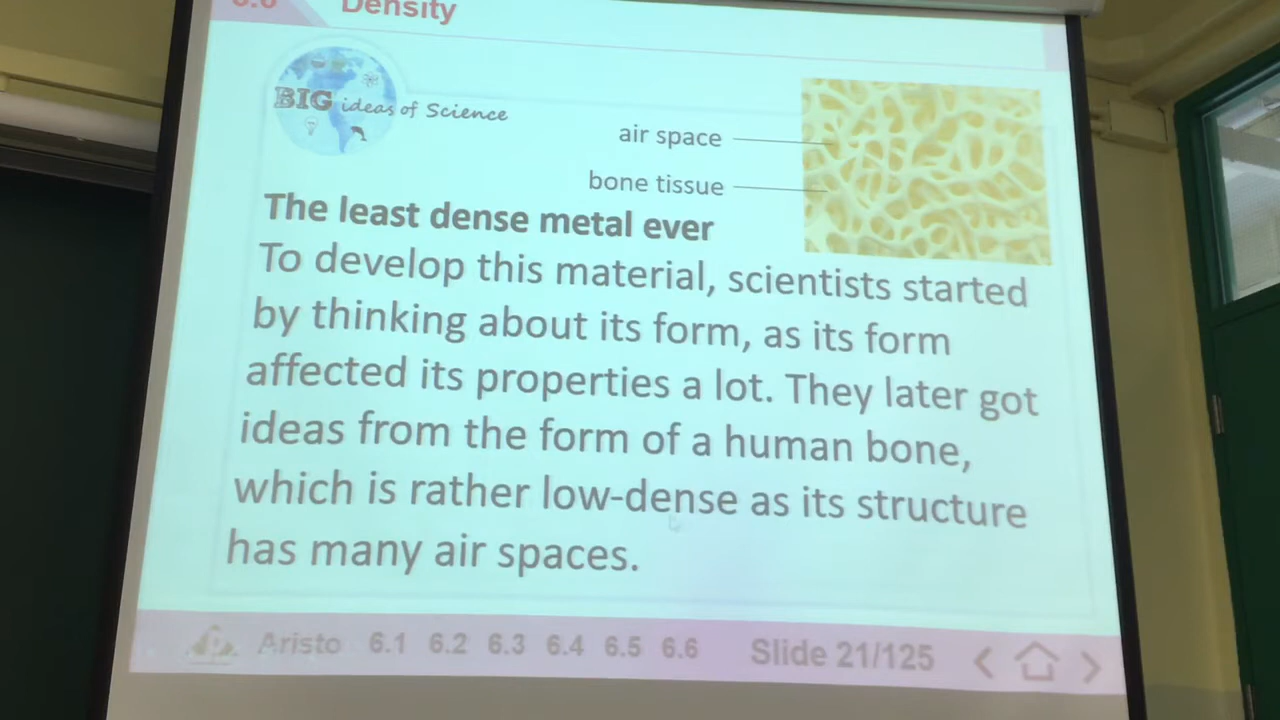 Density
BIG ideas of Science
air space
bone tissue
The least dense metal ever
To develop this material, scientists started
by thinking about its form, as its form
affected its properties a lot. They later got
ideas from the form of a human bone,
which is rather low-dense as its structure
has many air spaces.
Aristo 6.1 6.2 6.3 6.4 6.5 6.6 Slide 21/125